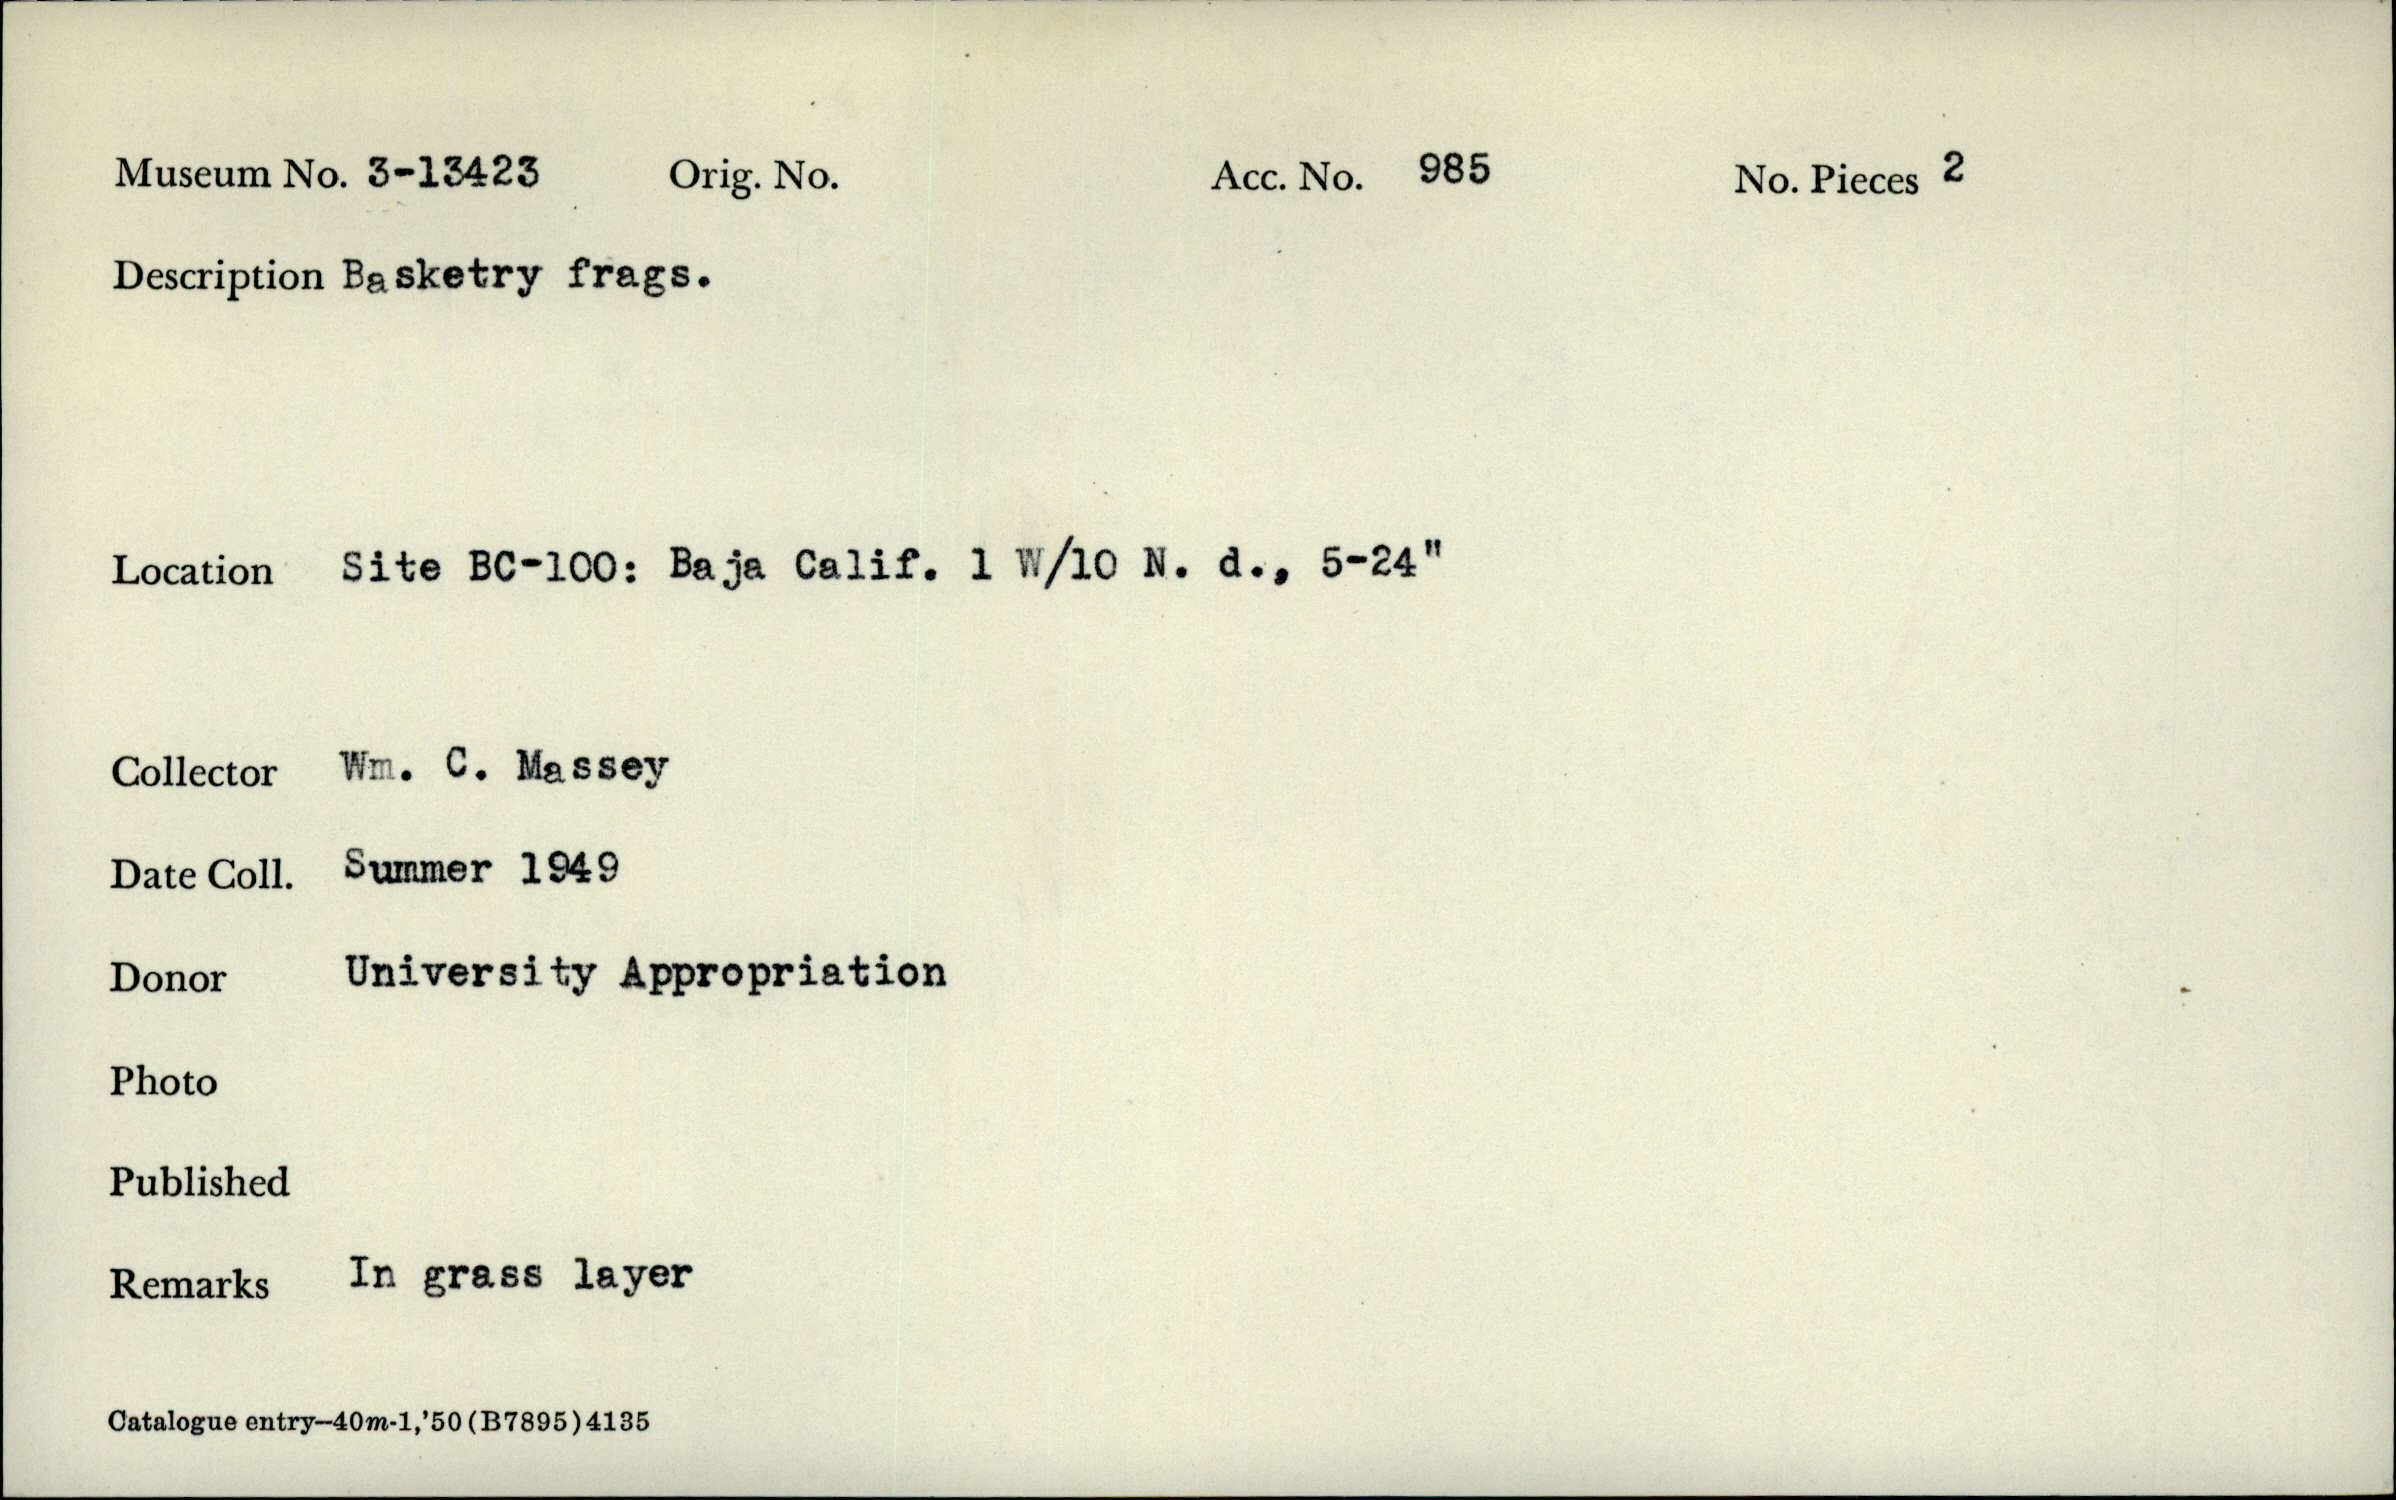 Museum No. 3-13423 Orig. No. Acc. No. 985 No. Pieces 2
Description Basketry frags.
Location Site BC-100: Baja Calif. 1 W/10 N. d., 5-24"
Collector Wm. C. Massey
Date Coll. Summer 1949
Donor University Appropriation
Photo
Published
Remarks In grass layer
Catalogue entry—40m-1,'50(B7895)4135